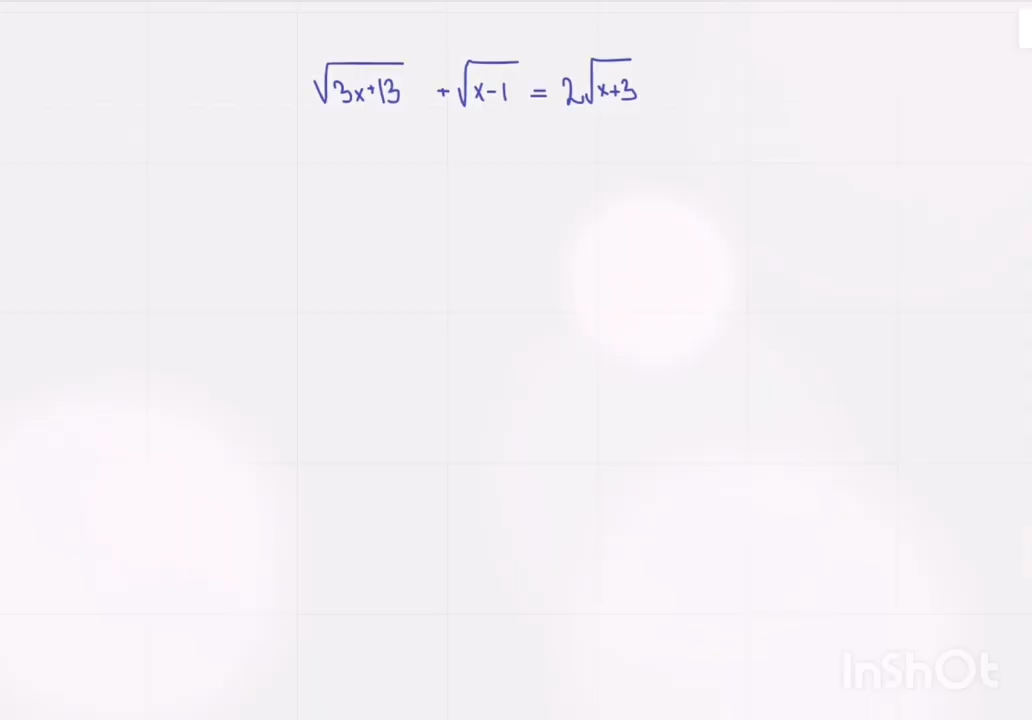 √3x+13 + √x-1 = 2√x+3
InShOt